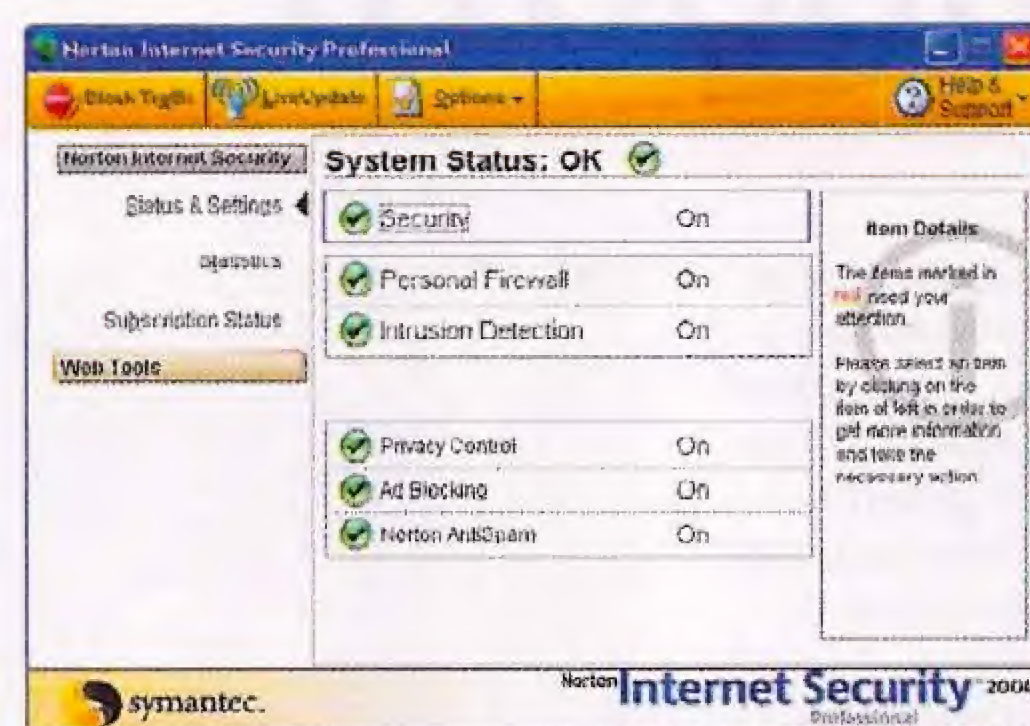 Norton Internet Security Professional
Block Traffic LiveUpdate Options
Help &
Support
Norton Internet Security
Status & Settings
Statistics
Subscription Status
Web Tools
System Status: OK
Security On
Personal Firewall On
Intrusion Detection On
Privacy Control On
Ad Blocking On
Norton AntiSpam On
Item Details
The items marked in
red need your
attention.
Please select an item
by clicking on the
item at left in order to
get more information
and take the
necessary action.
symantec.
Norton Internet Security
Professional